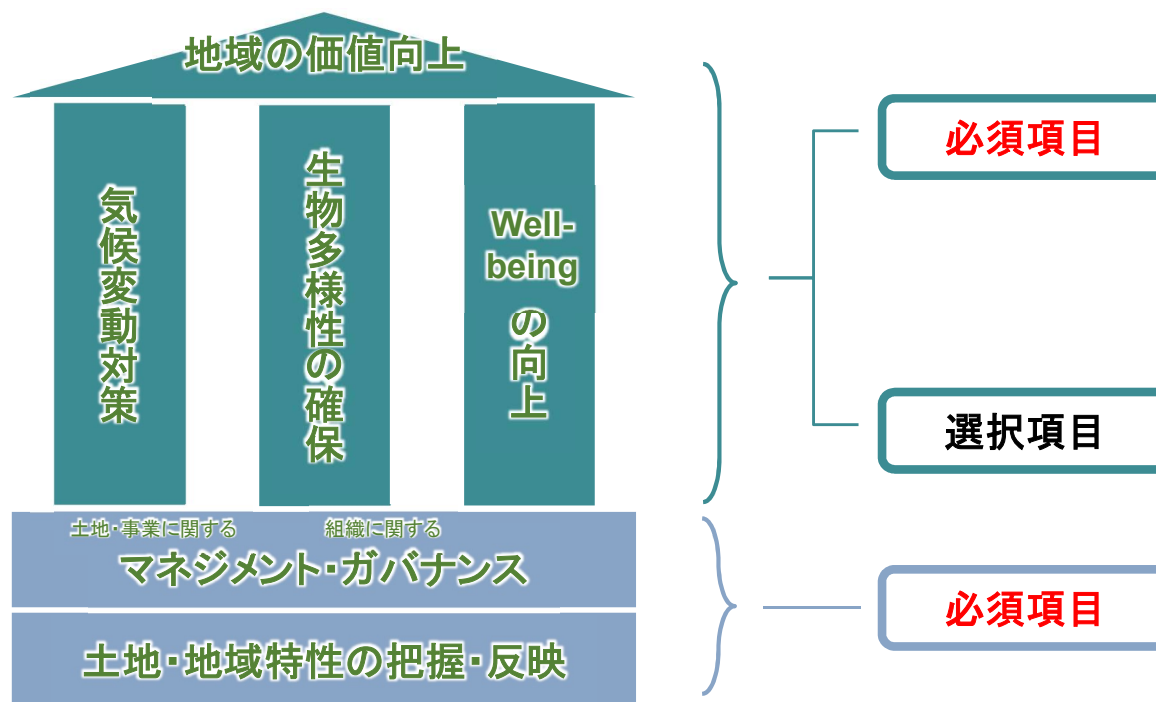 地域の価値向上
気候変動対策
生物多様性の確保
Well-
being
の向上
土地・事業に関する 組織に関する
マネジメント・ガバナンス
土地・地域特性の把握・反映
必須項目
選択項目
必須項目